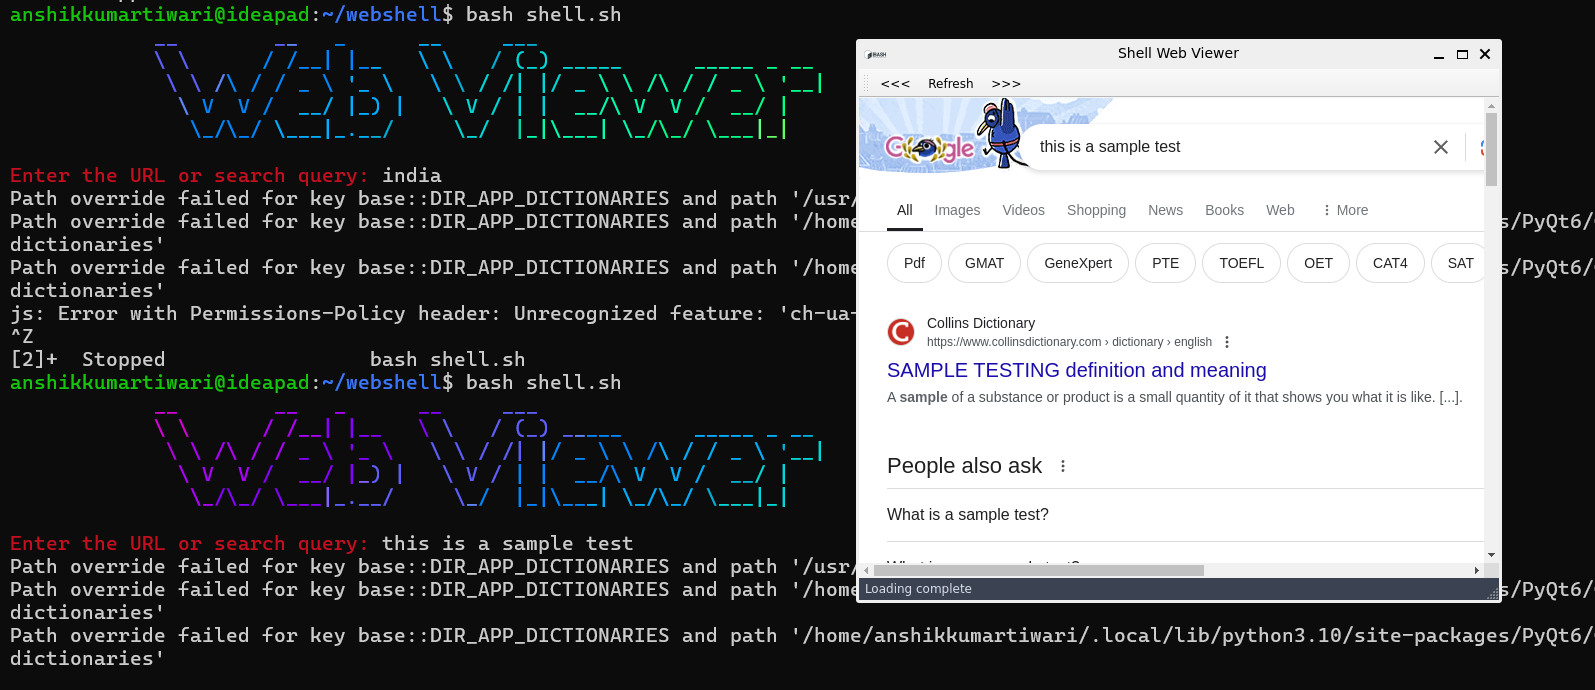 anshikkumartiwari@ideapad:~/webshell$ bash shell.sh
Web Viewer
Enter the URL or search query: india
Path override failed for key base::DIR_APP_DICTIONARIES and path '/usr/
Path override failed for key base::DIR_APP_DICTIONARIES and path '/home
s/PyQt6/
dictionaries'
Path override failed for key base::DIR_APP_DICTIONARIES and path '/home
s/PyQt6/
dictionaries'
js: Error with Permissions-Policy header: Unrecognized feature: 'ch-ua-
^Z
[2]+  Stopped                 bash shell.sh
anshikkumartiwari@ideapad:~/webshell$ bash shell.sh
Web Viewer
Enter the URL or search query: this is a sample test
Path override failed for key base::DIR_APP_DICTIONARIES and path '/usr/
Path override failed for key base::DIR_APP_DICTIONARIES and path '/home
s/PyQt6/
dictionaries'
Path override failed for key base::DIR_APP_DICTIONARIES and path '/home/anshikkumartiwari/.local/lib/python3.10/site-packages/PyQt6/
dictionaries'
BASH
Shell Web Viewer
<<< Refresh >>>
Google
this is a sample test
All Images Videos Shopping News Books Web More
Pdf GMAT GeneXpert PTE TOEFL OET CAT4 SAT
Collins Dictionary
https://www.collinsdictionary.com › dictionary › english
SAMPLE TESTING definition and meaning
A sample of a substance or product is a small quantity of it that shows you what it is like. [...].
People also ask
What is a sample test?
Loading complete